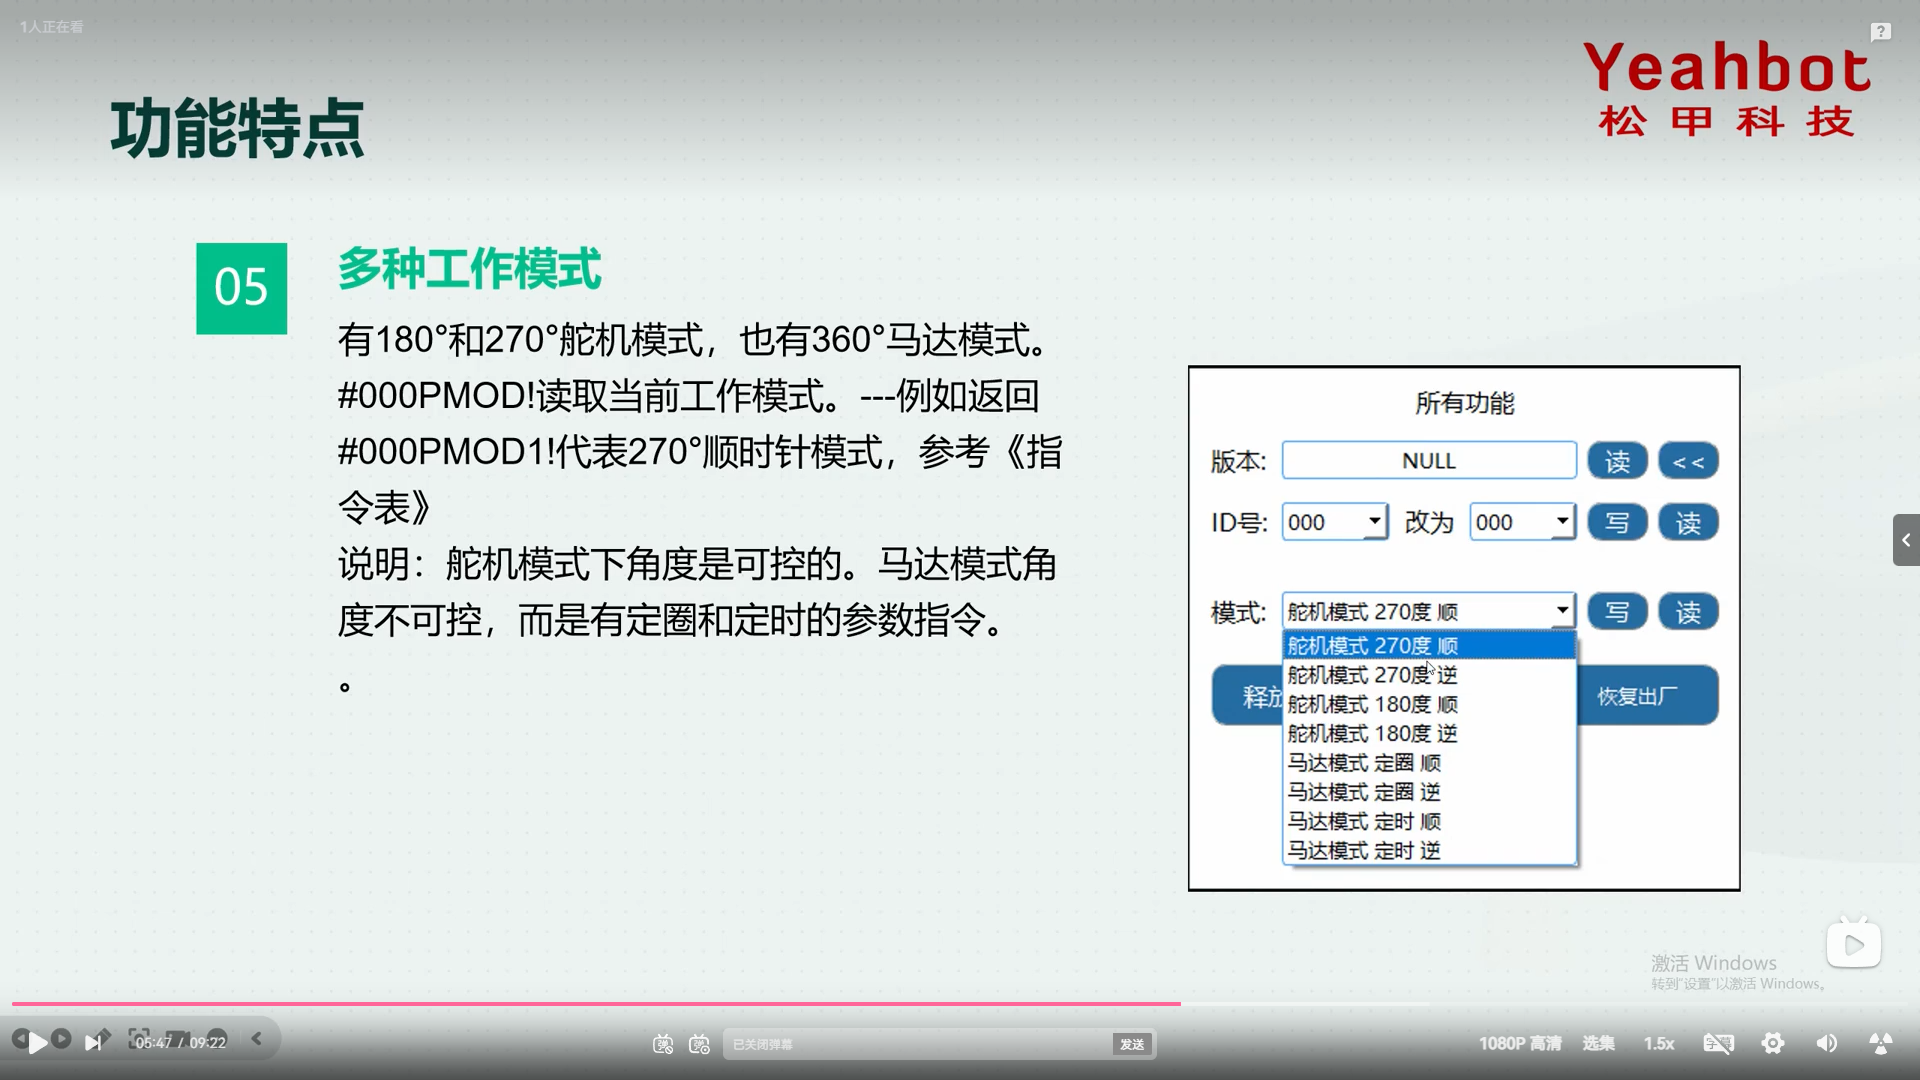 1人正在看
Yeahbot
松甲科技
功能特点
05
多种工作模式
有180°和270°舵机模式，也有360°马达模式。
#000PMOD!读取当前工作模式。---例如返回
#000PMOD1!代表270°顺时针模式，参考《指
令表》
说明：舵机模式下角度是可控的。马达模式角
度不可控，而是有定圈和定时的参数指令。
。
所有功能
版本: NULL 读 <<
ID号: 000 改为 000 写 读
模式: 舵机模式 270度 顺 写 读
舵机模式 270度 顺
舵机模式 270度 逆
舵机模式 180度 顺
舵机模式 180度 逆
马达模式 定圈 顺
马达模式 定圈 逆
马达模式 定时 顺
马达模式 定时 逆
释放
恢复出厂
激活 Windows
转到"设置"以激活 Windows。
05:47 / 09:22
已关闭弹幕
发送
1080P 高清
选集
1.5x
字幕